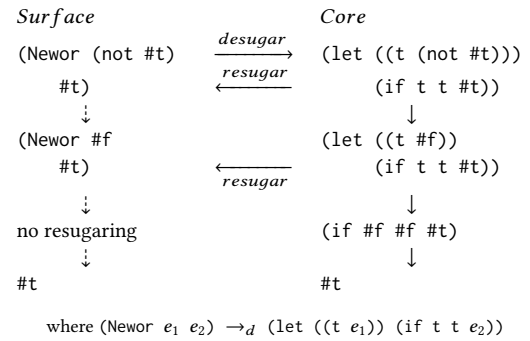 Surface Core
(Newor (not #t) desugar (let ((t (not #t)))
#t) resugar (if t t #t))
(Newor #f (let ((t #f))
#t) resugar (if t t #t))
no resugaring (if #f #f #t)
#t #t
where (Newor e₁ e₂) →d (let ((t e₁)) (if t t e₂))